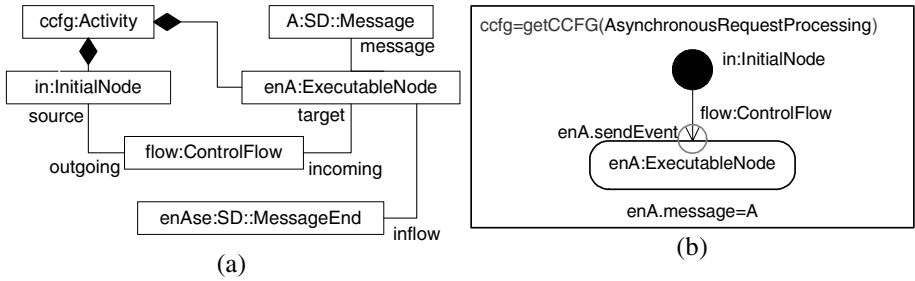 ccfg:Activity
A:SD::Message
message
in:InitialNode
enA:ExecutableNode
source
target
flow:ControlFlow
outgoing
incoming
enAse:SD::MessageEnd
inflow
(a)
ccfg=getCCFG(AsynchronousRequestProcessing)
in:InitialNode
flow:ControlFlow
enA.sendEvent
enA:ExecutableNode
enA.message=A
(b)